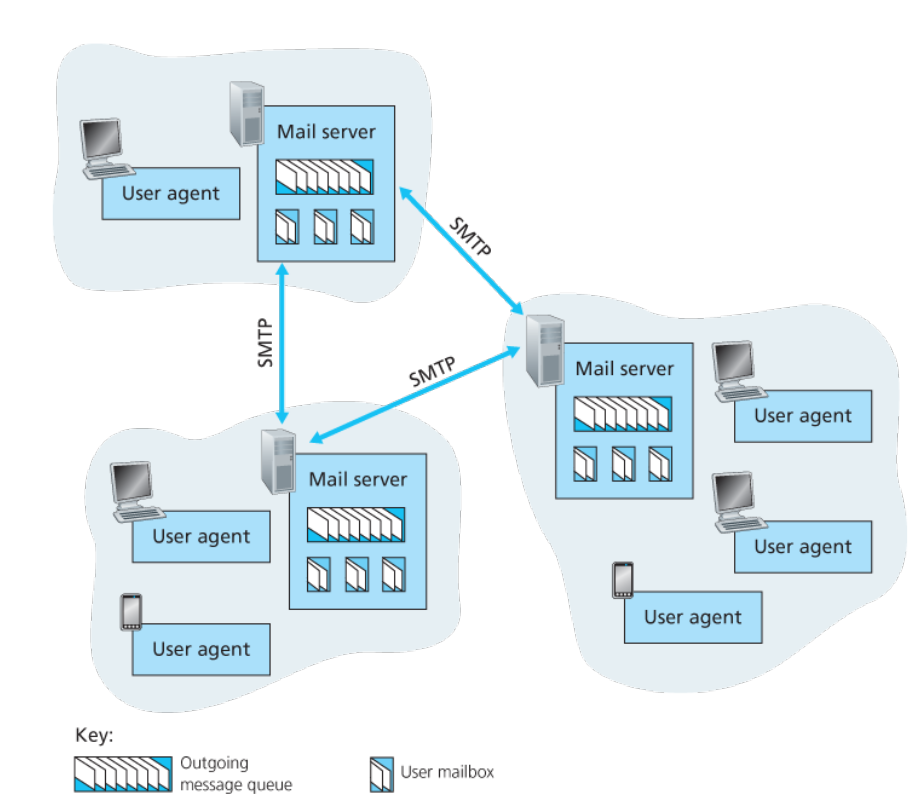 Mail server
User agent
SMTP
SMTP
SMTP
Mail server
User agent
User agent
User agent
Mail server
User agent
User agent
Key:
Outgoing
message queue
User mailbox